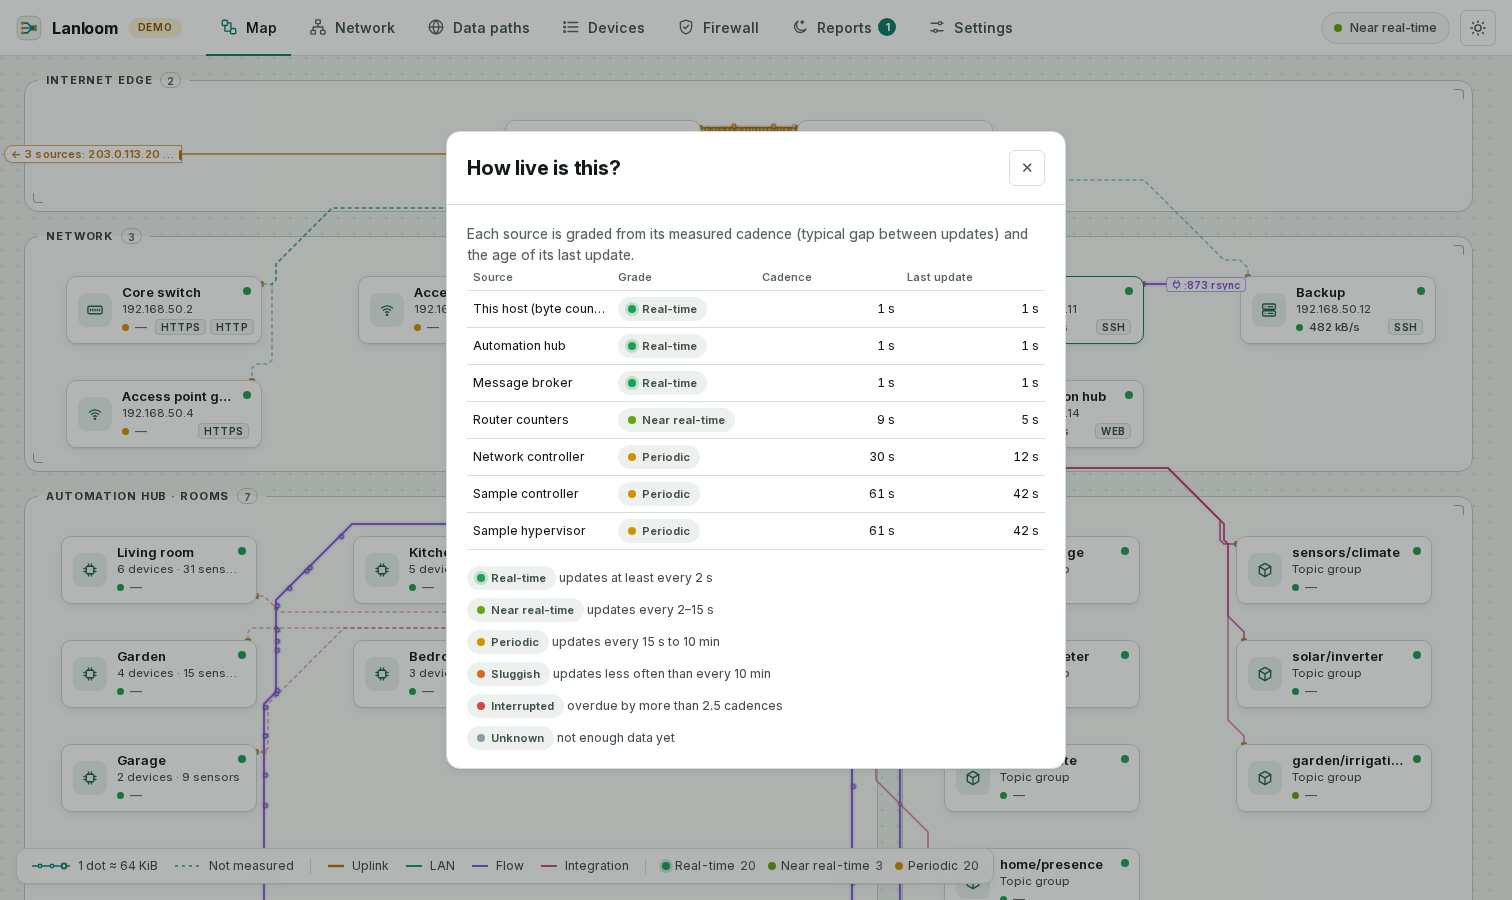 Lanloom DEMO Map Network Data paths Devices Firewall Reports 1 Settings Near real-time
INTERNET EDGE 2
← 3 sources: 203.0.113.20 …
NETWORK 3
Core switch
192.168.50.2
— HTTPS HTTP
Access point g…
192.168.50.4
— HTTPS
SSH
:873 rsync
Backup
192.168.50.12
482 kB/s SSH
WEB
AUTOMATION HUB · ROOMS 7
Living room
6 devices · 31 sens…
—
Garden
4 devices · 15 sens…
—
Garage
2 devices · 9 sensors
—
sensors/climate
Topic group
—
solar/inverter
Topic group
—
garden/irrigati…
Topic group
—
Topic group
—
home/presence
Topic group
—
How live is this?
Each source is graded from its measured cadence (typical gap between updates) and
the age of its last update.
Source Grade Cadence Last update
This host (byte coun… Real-time 1 s 1 s
Automation hub Real-time 1 s 1 s
Message broker Real-time 1 s 1 s
Router counters Near real-time 9 s 5 s
Network controller Periodic 30 s 12 s
Sample controller Periodic 61 s 42 s
Sample hypervisor Periodic 61 s 42 s
Real-time updates at least every 2 s
Near real-time updates every 2–15 s
Periodic updates every 15 s to 10 min
Sluggish updates less often than every 10 min
Interrupted overdue by more than 2.5 cadences
Unknown not enough data yet
1 dot ≈ 64 KiB Not measured Uplink LAN Flow Integration Real-time 20 Near real-time 3 Periodic 20